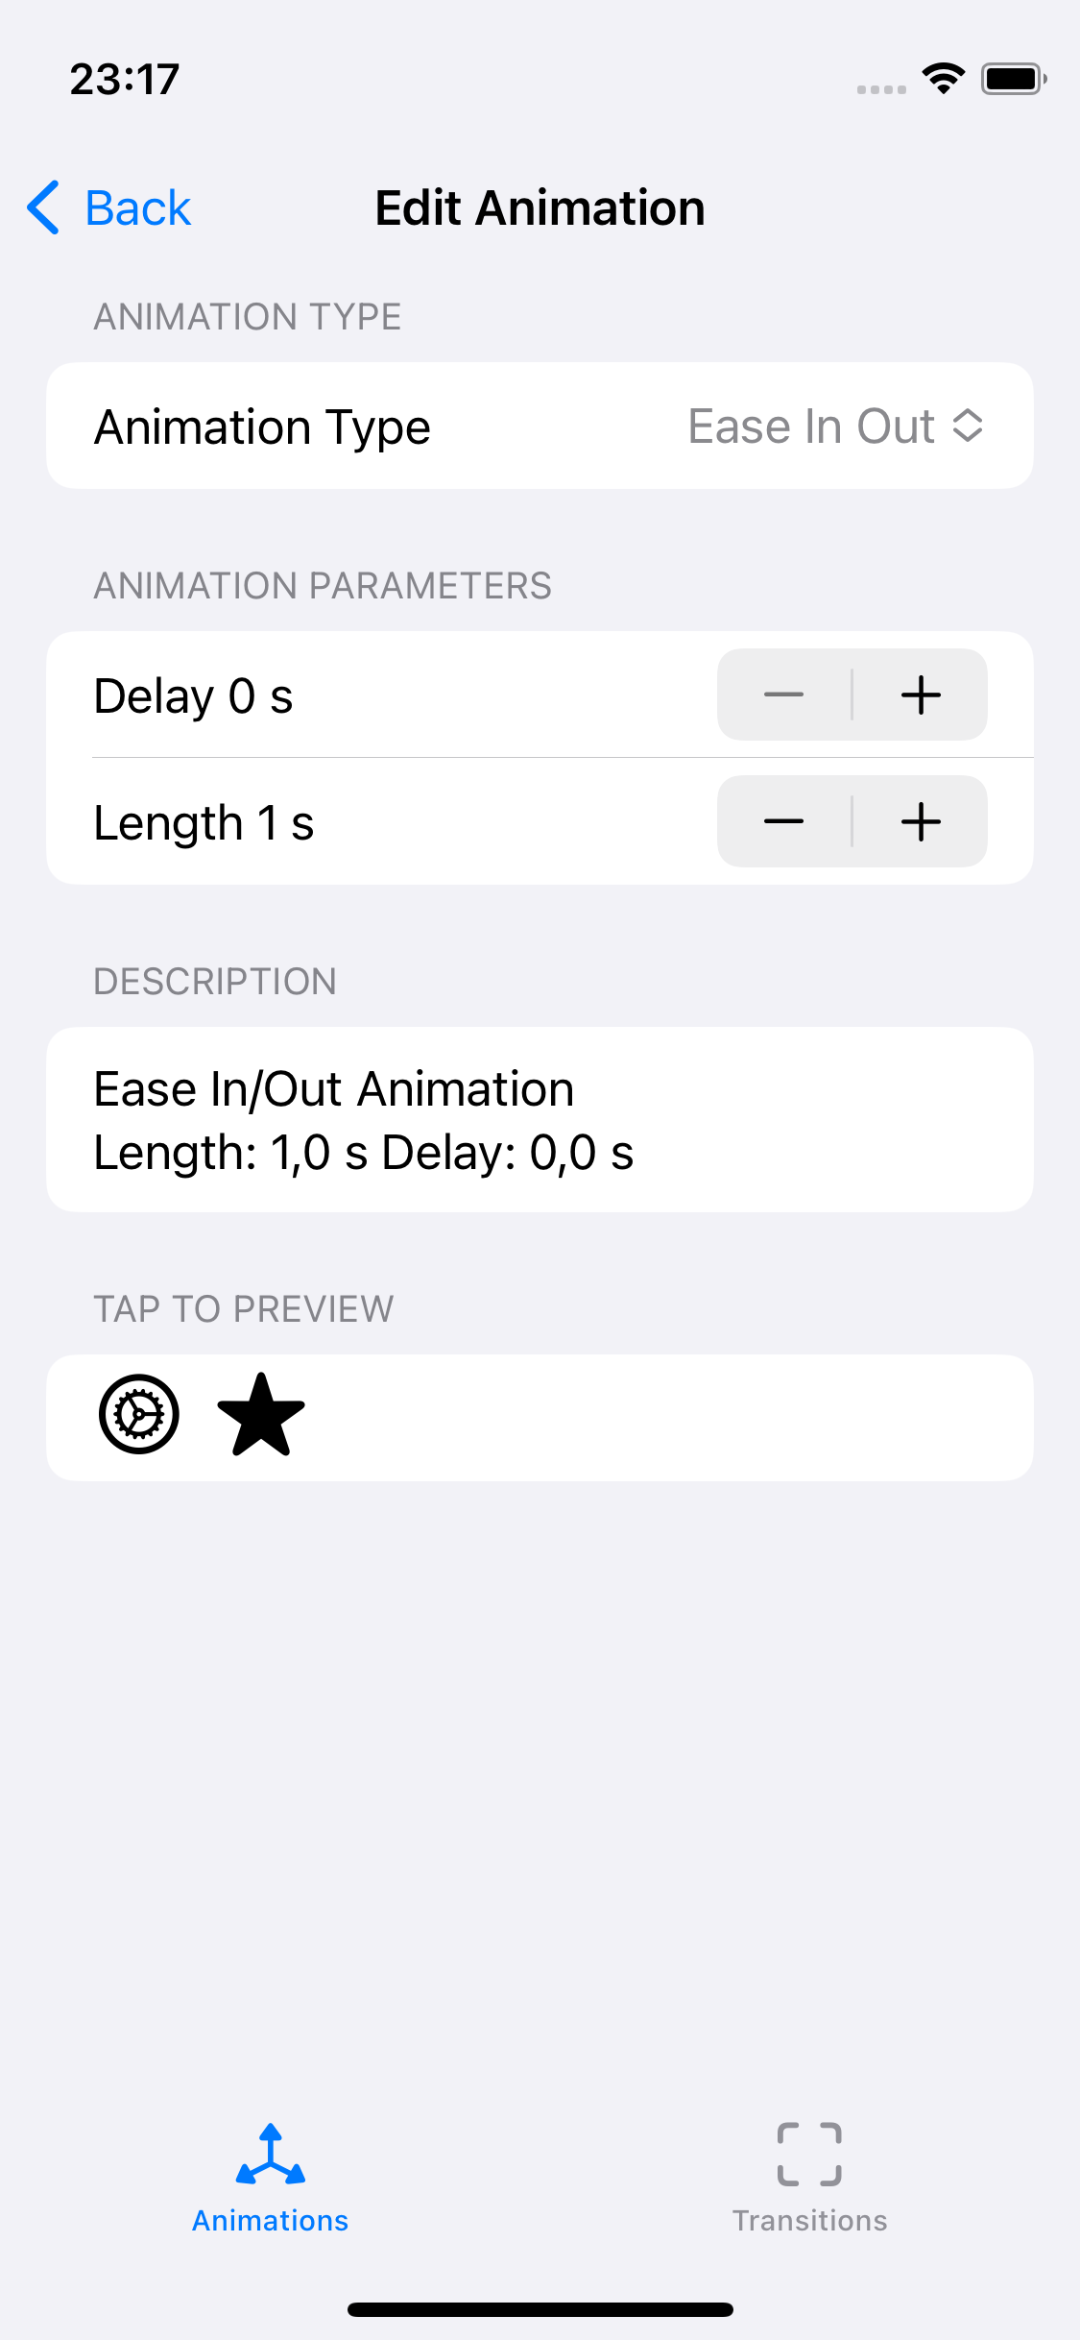 23:17
Back
Edit Animation
ANIMATION TYPE
Animation Type
Ease In Out
ANIMATION PARAMETERS
Delay 0 s
Length 1 s
DESCRIPTION
Ease In/Out Animation
Length: 1,0 s Delay: 0,0 s
TAP TO PREVIEW
Animations
Transitions